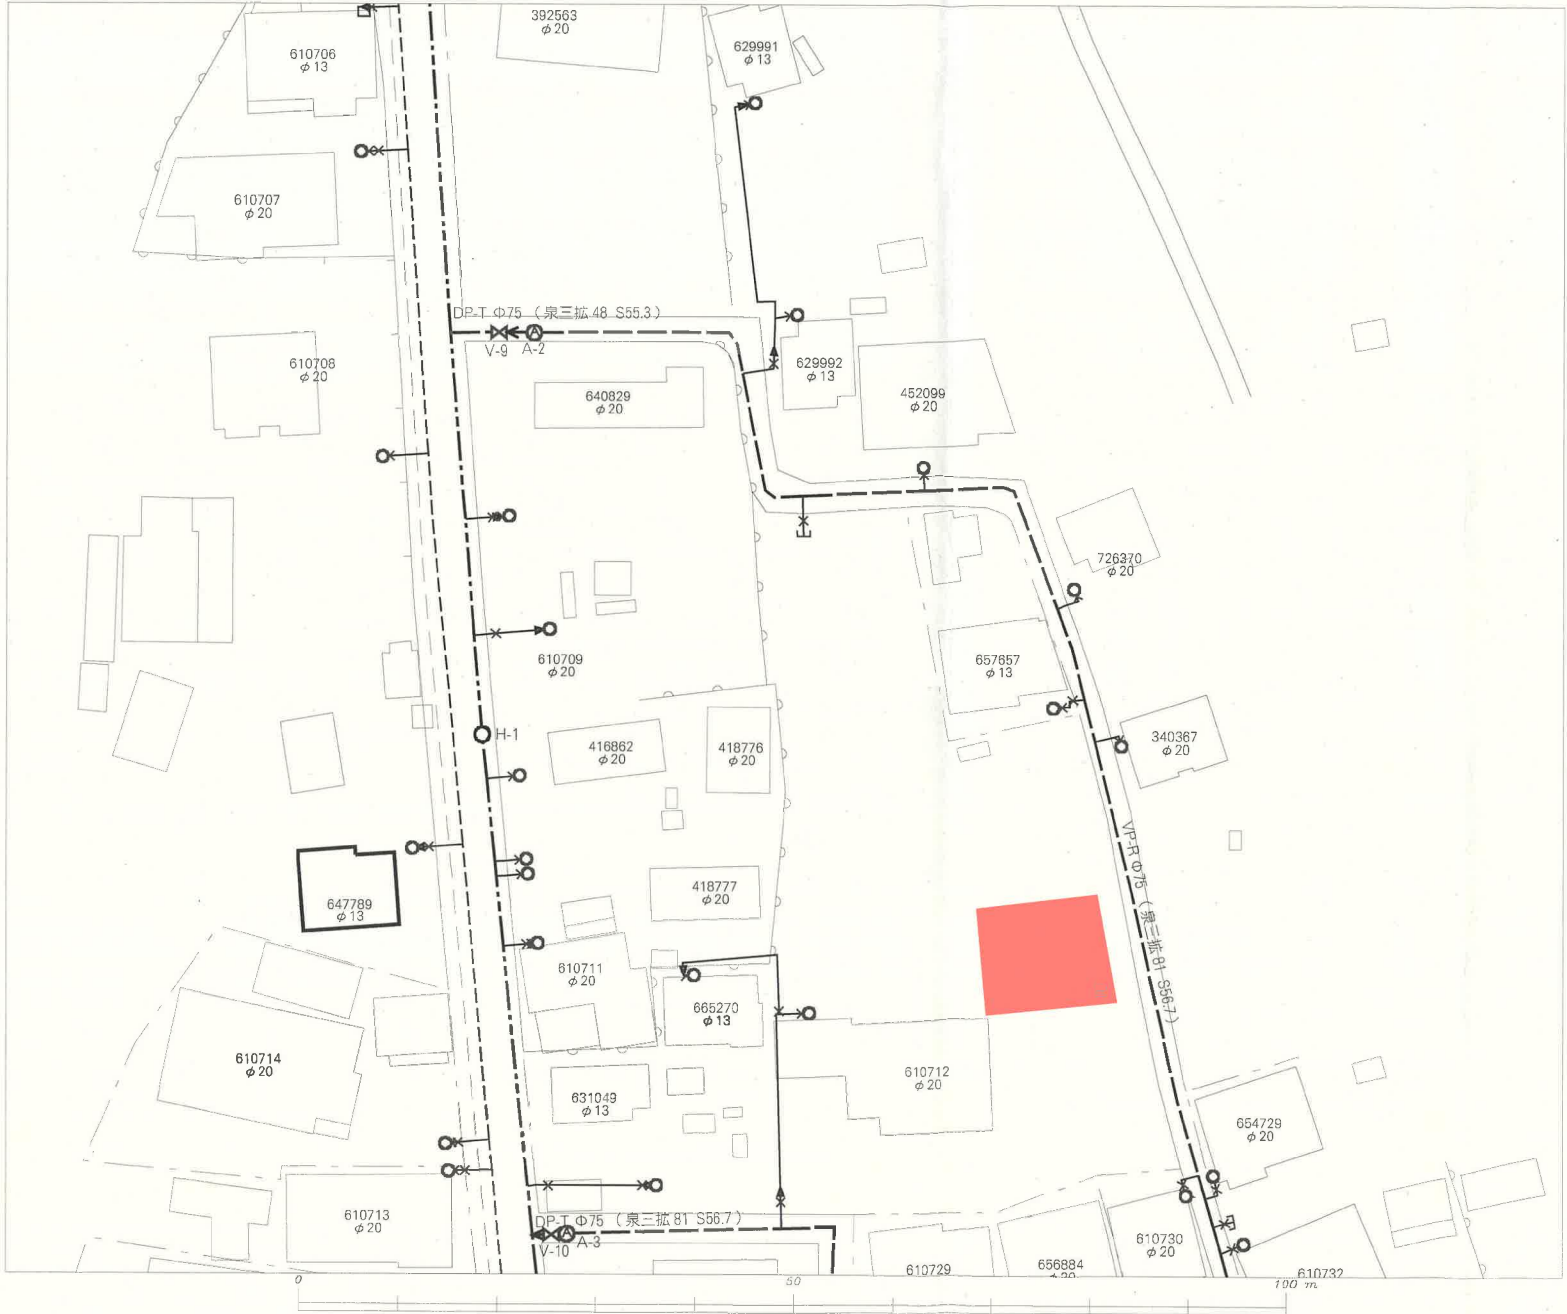 392563
φ20
629991
φ13
610706
φ13
610707
φ20
DP-T Φ75 (泉三拡 48 S55.3)
V-9 A-2
610708
φ20
629992
φ13
640829
φ20
452099
φ20
726370
φ20
657657
φ13
610709
φ20
H-1
416862
φ20
418776
φ20
340367
φ20
VP-R Φ75 (泉三拡 81 S56.7)
418777
φ20
647789
φ13
610711
φ20
665270
φ13
610714
φ20
610712
φ20
631049
φ13
654729
φ20
610713
φ20
DP-T Φ75 (泉三拡 81 S56.7)
V-10 A-3
610730
φ20
610729
656884
φ20
610732
0 50 100 m